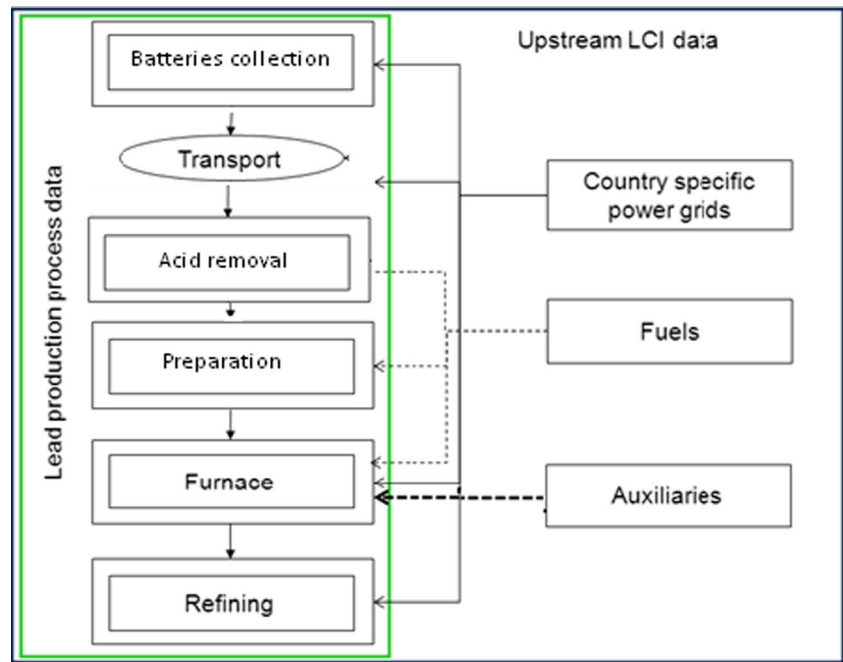 Lead production process data
Batteries collection
Transport
Acid removal
Preparation
Furnace
Refining
Upstream LCI data
Country specific
power grids
Fuels
Auxiliaries